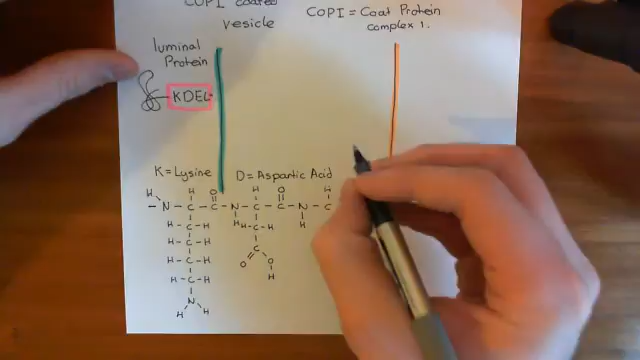 COPI coated
vesicle
COPI = Coat Protein
Complex 1.
luminal
Protein
KDEL
K = Lysine
D = Aspartic Acid
H H O H O H
- N - C - C - N - C - C - N - C
H - C - H H H - C - H H
H - C - H C
H - C - H O O
H - C - H H
N
H H